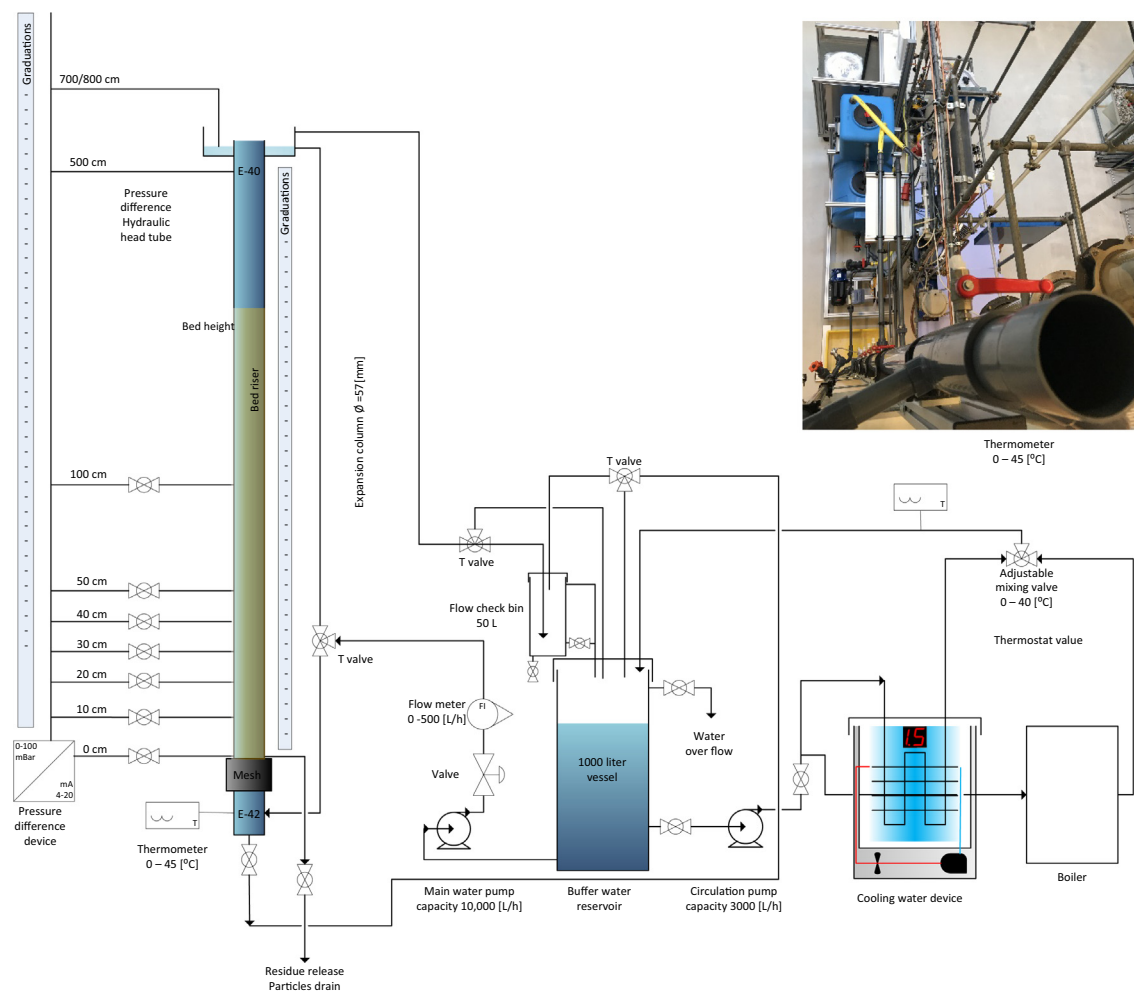 Graduations
700/800 cm
500 cm
Pressure
difference
Hydraulic
head tube
E-40
Graduations
Bed height
Bed riser
Expansion column Ø =57[mm]
100 cm
50 cm
40 cm
30 cm
20 cm
10 cm
0 cm
0-100
mBar
mA
4-20
Pressure
difference
device
Mesh
E-42
T
Thermometer
0 – 45 [⁰C]
Residue release
Particles drain
T valve
T valve
T valve
Flow check bin
50 L
Flow meter
0 -500 [L/h]
FI
Valve
Main water pump
capacity 10,000 [L/h]
1000 liter
vessel
Buffer water
reservoir
Water
over flow
Circulation pump
capacity 3000 [L/h]
Thermometer
0 – 45 [⁰C]
T
Adjustable
mixing valve
0 – 40 [⁰C]
Thermostat value
1.5
Cooling water device
Boiler